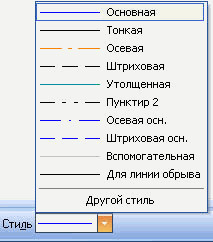 Основная
Тонкая
Осевая
Штриховая
Утолщенная
Пунктир 2
Осевая осн.
Штриховая осн.
Вспомогательная
Для линии обрыва
Другой стиль
Стиль